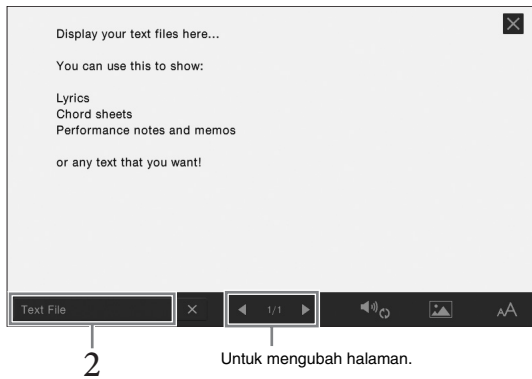 Display your text files here...
You can use this to show:
Lyrics
Chord sheets
Performance notes and memos
or any text that you want!
Text File
1/1
AA
2
Untuk mengubah halaman.